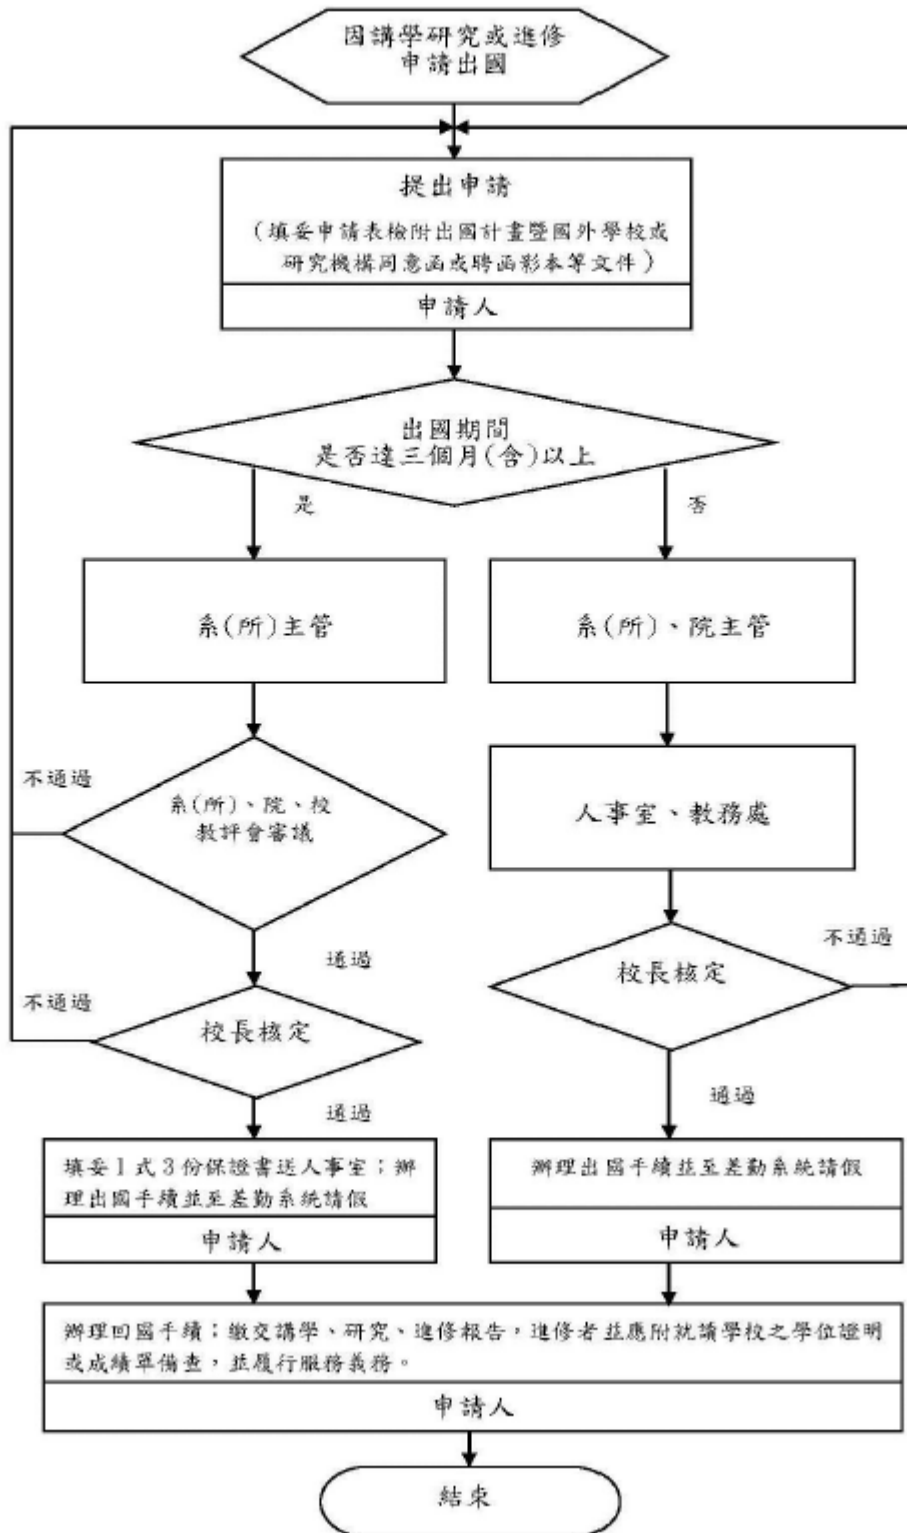 因講學研究或進修
申請出國
提出申請
（填妥申請表檢附出國計畫暨國外學校或
研究機構同意函或聘函影本等文件）
申請人
出國期間
是否達三個月(含)以上
是
否
系(所)主管
系(所)、院主管
不通過
系(所)、院、校
教評會審議
人事室、教務處
通過
不通過
校長核定
不通過
校長核定
通過
通過
填妥1式3份保證書送人事室；辦
理出國手續並至差勤系統請假
申請人
辦理出國手續並至差勤系統請假
申請人
辦理回國手續；繳交講學、研究、進修報告，進修者並應附就讀學校之學位證明
或成績單備查，並履行服務義務。
申請人
結束